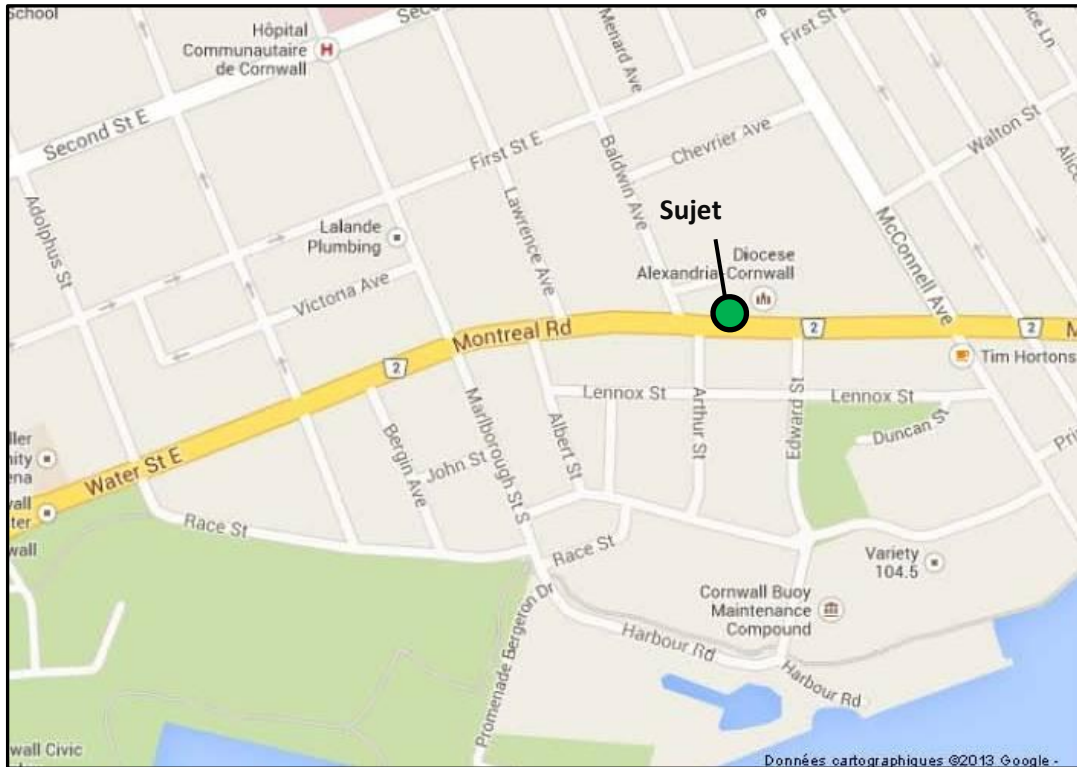 School
Hôpital
Communautaire
de Cornwall
H
Second St E
Menard Ave
First St E
First St E
Chevrier Ave
Baldwin Ave
Walton St
Lawrence Ave
Adolphus St
Lalande
Plumbing
Sujet
Diocese
Alexandria-Cornwall
McConnell Ave
Victoria Ave
Montreal Rd
2
2
2
Tim Hortons
Lennox St
Lennox St
Arthur St
Edward St
Duncan St
Albert St
Marlborough St S
Bergin Ave
John St
Water St E
Race St
Race St
Variety
104.5
Cornwall Buoy
Maintenance
Compound
Promenade Bergeron Dr
Harbour Rd
Harbour Rd
wall Civic
Données cartographiques ©2013 Google -